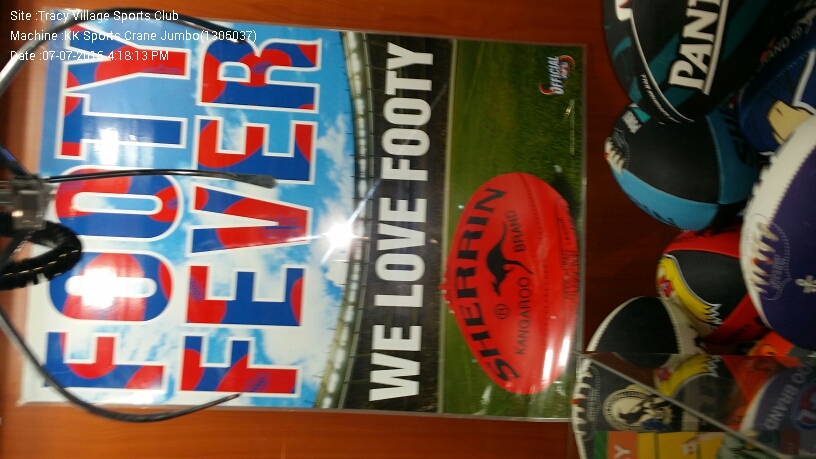 Site :Tracy Village Sports Club
Machine :KK Sports Crane Jumbo(1305037)
Date :07-07-2015 4:18:13 PM
FOOTY
FEVER
WE LOVE FOOTY
OFFICIAL
SHERRIN
®
KANGAROO BRAND
PANT